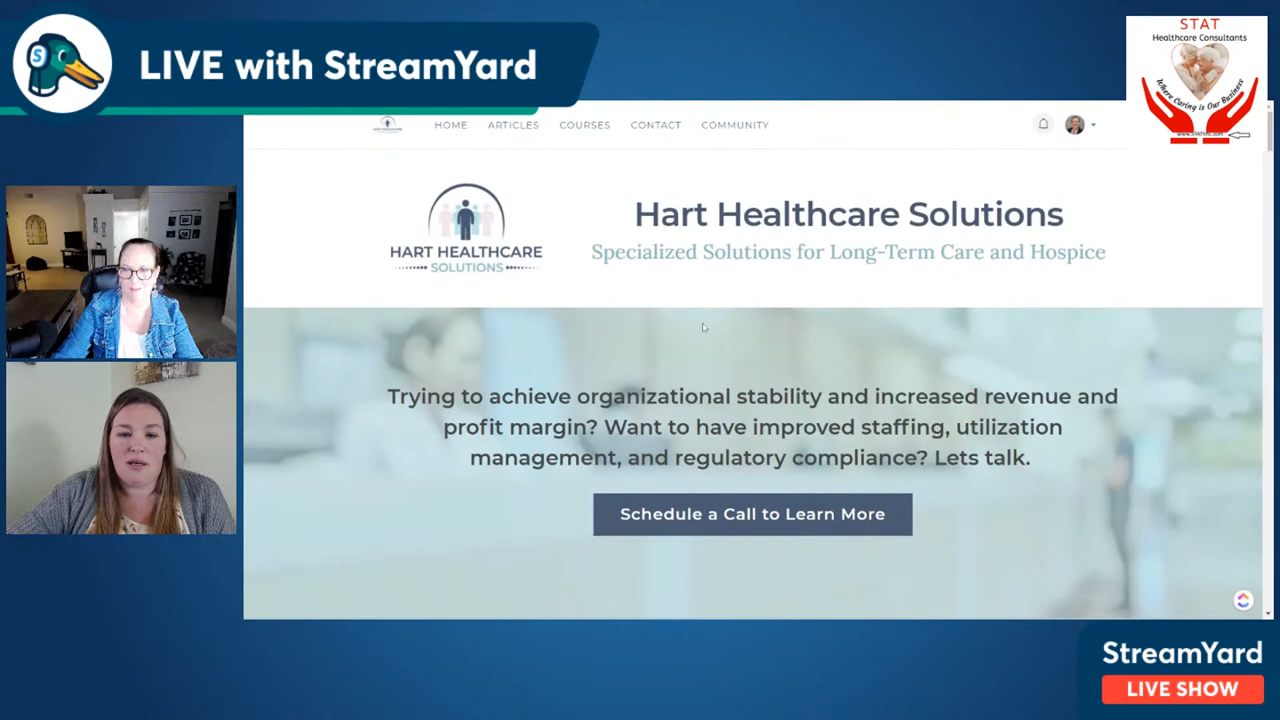 LIVE with StreamYard
STAT
Healthcare Consultants
Where Caring is Our Business
HOME ARTICLES COURSES CONTACT COMMUNITY
HART HEALTHCARE
SOLUTIONS
Hart Healthcare Solutions
Specialized Solutions for Long-Term Care and Hospice
Trying to achieve organizational stability and increased revenue and
profit margin? Want to have improved staffing, utilization
management, and regulatory compliance? Lets talk.
Schedule a Call to Learn More
StreamYard
LIVE SHOW